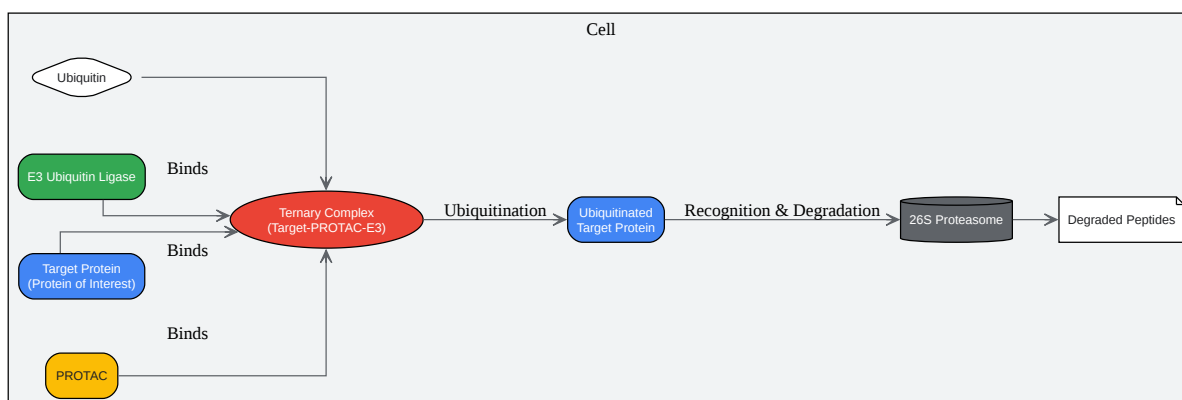 Cell
Ubiquitin
E3 Ubiquitin Ligase
Binds
Target Protein
(Protein of Interest)
Binds
PROTAC
Binds
Ternary Complex
(Target-PROTAC-E3)
Ubiquitination
Ubiquitinated
Target Protein
Recognition & Degradation
26S Proteasome
Degraded Peptides